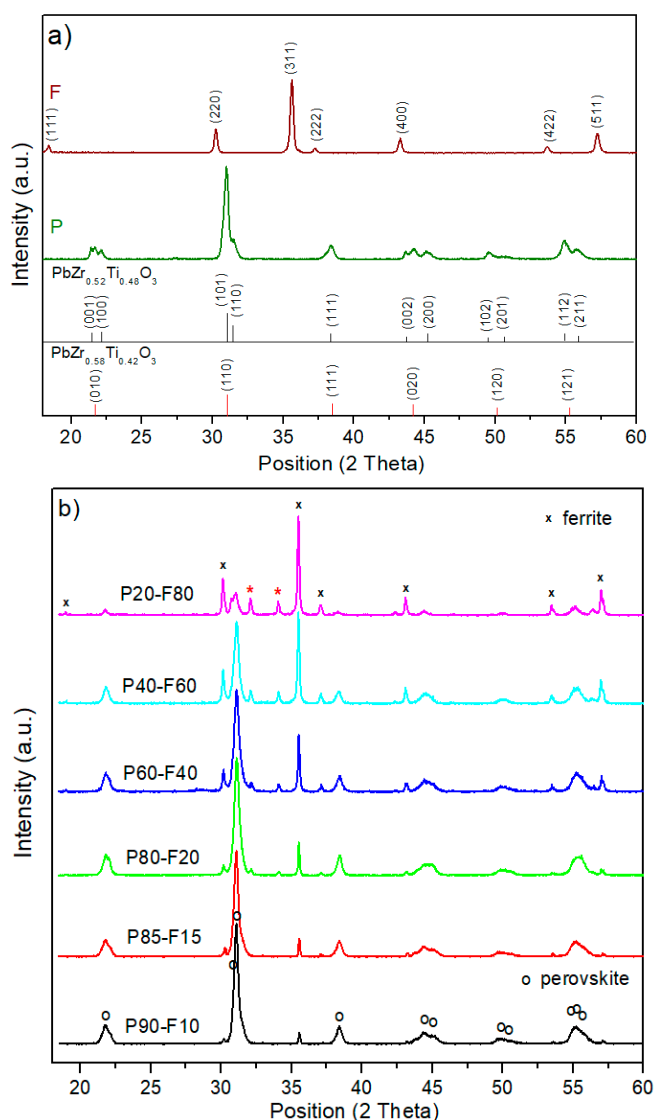 a)
(111)
(220)
(311)
(222)
(400)
(422)
(511)
F
P
PbZr0.52Ti0.48O3
(001)
(100)
(101)
(110)
(111)
(002)
(200)
(102)
(201)
(112)
(211)
PbZr0.58Ti0.42O3
(010)
(110)
(111)
(020)
(120)
(121)
Intensity (a.u.)
20 25 30 35 40 45 50 55 60
Position (2 Theta)
b)
x ferrite
x x x x x x x
* *
P20-F80
P40-F60
P60-F40
P80-F20
P85-F15
o perovskite
P90-F10
o o o o o o o o o o o
Intensity (a.u.)
20 25 30 35 40 45 50 55 60
Position (2 Theta)